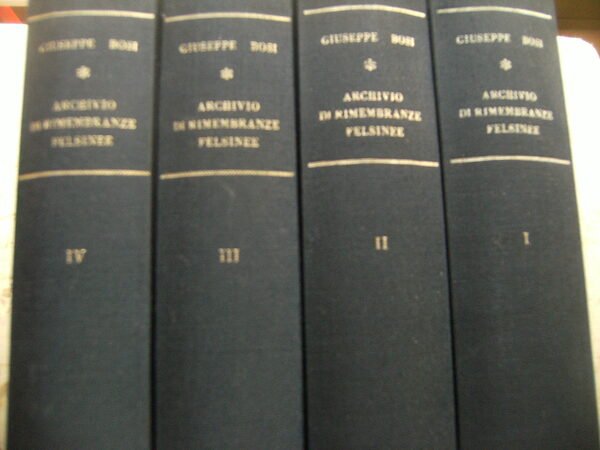 GIUSEPPE BOSI
*
ARCHIVIO
DI RIMEMBRANZE
FELSINEE
IV
GIUSEPPE BOSI
*
ARCHIVIO
DI RIMEMBRANZE
FELSINEE
III
GIUSEPPE BOSI
*
ARCHIVIO
DI RIMEMBRANZE
FELSINEE
II
GIUSEPPE BOSI
*
ARCHIVIO
DI RIMEMBRANZE
FELSINEE
I